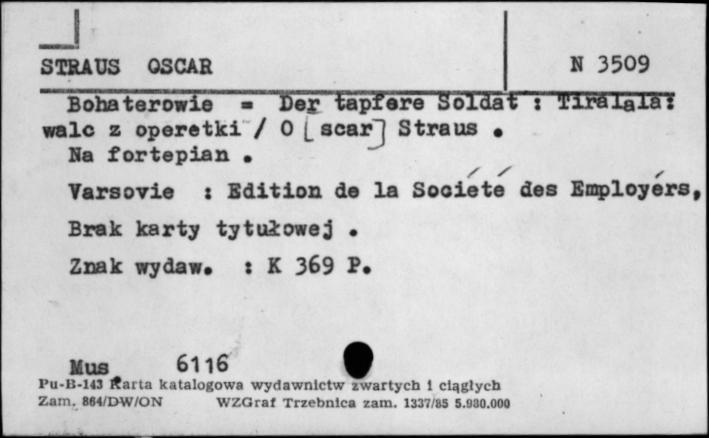 STRAUS OSCAR N 3509
Bohaterowie = Der tapfere Soldat : Tiralala:
walc z operetki / O [scar] Straus .
Na fortepian .
Varsovie : Edition de la Société des Employérs,
Brak karty tytułowej .
Znak wydaw. : K 369 P.
Mus 6116
Pu-B-143 Karta katalogowa wydawnictw zwartych i ciągłych
Zam. 864/DW/ON WZGraf Trzebnica zam. 1337/85 5.980.000